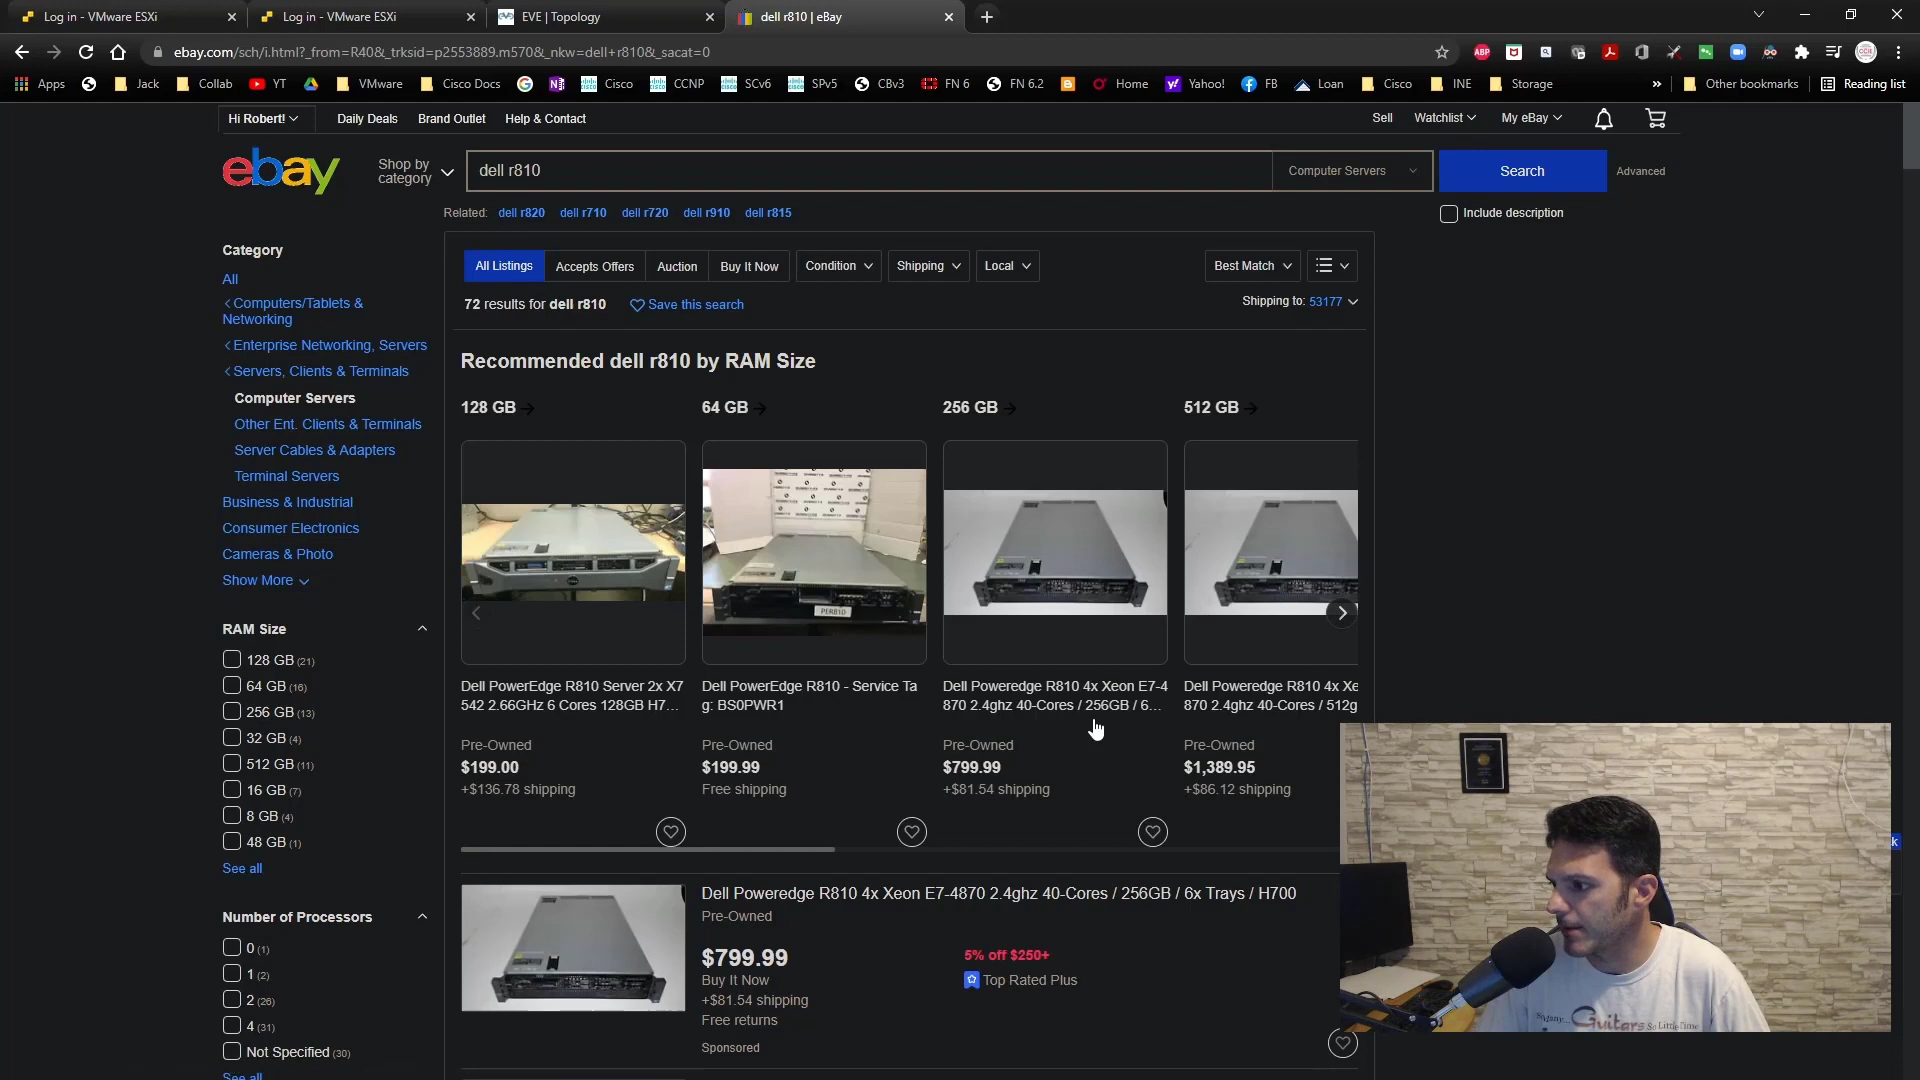 Log in - VMware ESXi
Log in - VMware ESXi
EVE | Topology
dell r810 | eBay
ebay.com/sch/i.html?_from=R40&_trksid=p2553889.m570&_nkw=dell+r810&_sacat=0
Apps
Jack
Collab
YT
VMware
Cisco Docs
Cisco
CCNP
SCv6
SPv5
CBv3
FN 6
FN 6.2
Home
Yahoo!
FB
Loan
Cisco
INE
Storage
»
Other bookmarks
Reading list
Hi Robert!
Daily Deals
Brand Outlet
Help & Contact
Sell
Watchlist
My eBay
ebay
Shop by
category
dell r810
Computer Servers
Search
Advanced
Related: dell r820 dell r710 dell r720 dell r910 dell r815
Include description
Category
All
Computers/Tablets &
Networking
Enterprise Networking, Servers
Servers, Clients & Terminals
Computer Servers
Other Ent. Clients & Terminals
Server Cables & Adapters
Terminal Servers
Business & Industrial
Consumer Electronics
Cameras & Photo
Show More
RAM Size
128 GB (21)
64 GB (16)
256 GB (13)
32 GB (4)
512 GB (11)
16 GB (7)
8 GB (4)
48 GB (1)
See all
Number of Processors
0 (1)
1 (2)
2 (26)
4 (31)
Not Specified (30)
See all
All Listings
Accepts Offers
Auction
Buy It Now
Condition
Shipping
Local
Best Match
72 results for dell r810
Save this search
Shipping to: 53177
Recommended dell r810 by RAM Size
128 GB
64 GB
256 GB
512 GB
PER810
Dell PowerEdge R810 Server 2x X7
542 2.66GHz 6 Cores 128GB H7...
Pre-Owned
$199.00
+$136.78 shipping
Dell PowerEdge R810 - Service Ta
g: BS0PWR1
Pre-Owned
$199.99
Free shipping
Dell Poweredge R810 4x Xeon E7-4
870 2.4ghz 40-Cores / 256GB / 6...
Pre-Owned
$799.99
+$81.54 shipping
Dell Poweredge R810 4x Xe
870 2.4ghz 40-Cores / 512g
Pre-Owned
$1,389.95
+$86.12 shipping
Dell Poweredge R810 4x Xeon E7-4870 2.4ghz 40-Cores / 256GB / 6x Trays / H700
Pre-Owned
$799.99
Buy It Now
+$81.54 shipping
Free returns
Sponsored
5% off $250+
Top Rated Plus
Guitars So Little Time